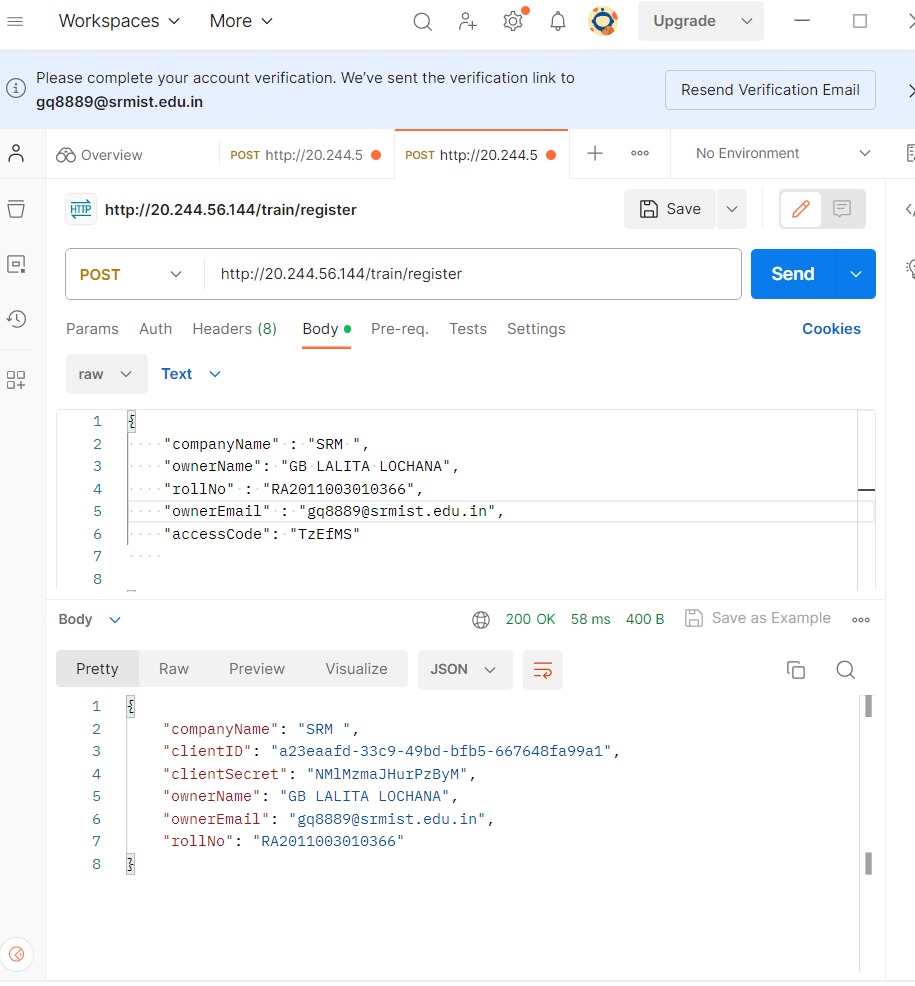 Workspaces More Upgrade
Please complete your account verification. We've sent the verification link to
gq8889@srmist.edu.in
Resend Verification Email
Overview POST http://20.244.5 POST http://20.244.5 No Environment
HTTP http://20.244.56.144/train/register Save
POST http://20.244.56.144/train/register Send
Params Auth Headers (8) Body Pre-req. Tests Settings Cookies
raw Text
1 {
2 "companyName" : "SRM ",
3 "ownerName": "GB LALITA LOCHANA",
4 "rollNo" : "RA2011003010366",
5 "ownerEmail" : "gq8889@srmist.edu.in",
6 "accessCode": "TzEfMS"
7
8
Body 200 OK 58 ms 400 B Save as Example
Pretty Raw Preview Visualize JSON
1 {
2 "companyName": "SRM ",
3 "clientID": "a23eaafd-33c9-49bd-bfb5-667648fa99a1",
4 "clientSecret": "NMlMzmaJHurPzByM",
5 "ownerName": "GB LALITA LOCHANA",
6 "ownerEmail": "gq8889@srmist.edu.in",
7 "rollNo": "RA2011003010366"
8 }